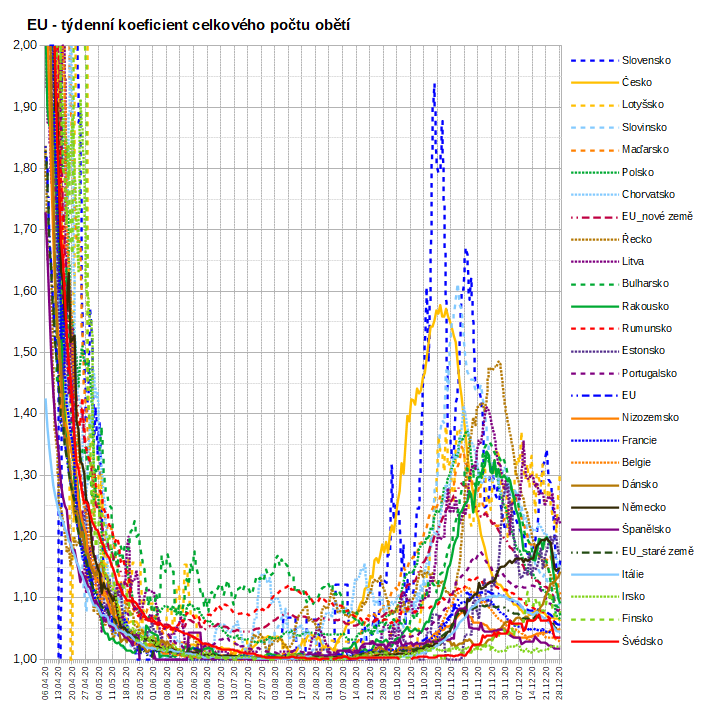 EU - týdenní koeficient celkového počtu obětí
2,00
1,90
1,80
1,70
1,60
1,50
1,40
1,30
1,20
1,10
1,00
Slovensko
Česko
Lotyšsko
Slovinsko
Maďarsko
Polsko
Chorvatsko
EU_nové země
Řecko
Litva
Bulharsko
Rakousko
Rumunsko
Estonsko
Portugalsko
EU
Nizozemsko
Francie
Belgie
Dánsko
Německo
Španělsko
EU_staré země
Itálie
Irsko
Finsko
Švédsko
06.04.20
13.04.20
20.04.20
27.04.20
04.05.20
11.05.20
18.05.20
25.05.20
01.06.20
08.06.20
15.06.20
22.06.20
29.06.20
06.07.20
13.07.20
20.07.20
27.07.20
03.08.20
10.08.20
17.08.20
24.08.20
31.08.20
07.09.20
14.09.20
21.09.20
28.09.20
05.10.20
12.10.20
19.10.20
26.10.20
02.11.20
09.11.20
16.11.20
23.11.20
30.11.20
07.12.20
14.12.20
21.12.20
28.12.20